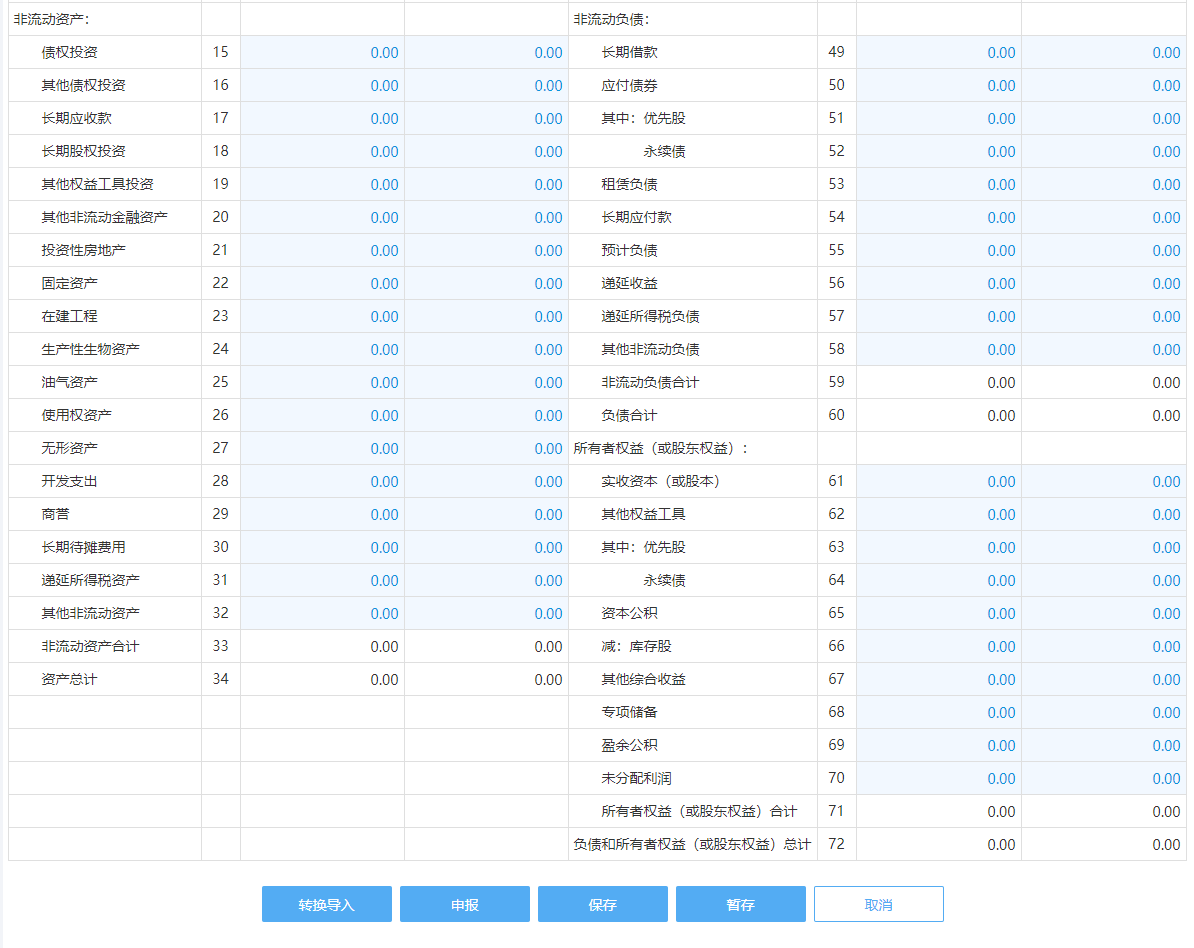 非流动资产: 非流动负债:
债权投资 15 0.00 0.00 长期借款 49 0.00 0.00
其他债权投资 16 0.00 0.00 应付债券 50 0.00 0.00
长期应收款 17 0.00 0.00 其中: 优先股 51 0.00 0.00
长期股权投资 18 0.00 0.00 永续债 52 0.00 0.00
其他权益工具投资 19 0.00 0.00 租赁负债 53 0.00 0.00
其他非流动金融资产 20 0.00 0.00 长期应付款 54 0.00 0.00
投资性房地产 21 0.00 0.00 预计负债 55 0.00 0.00
固定资产 22 0.00 0.00 递延收益 56 0.00 0.00
在建工程 23 0.00 0.00 递延所得税负债 57 0.00 0.00
生产性生物资产 24 0.00 0.00 其他非流动负债 58 0.00 0.00
油气资产 25 0.00 0.00 非流动负债合计 59 0.00 0.00
使用权资产 26 0.00 0.00 负债合计 60 0.00 0.00
无形资产 27 0.00 0.00 所有者权益（或股东权益）:
开发支出 28 0.00 0.00 实收资本（或股本） 61 0.00 0.00
商誉 29 0.00 0.00 其他权益工具 62 0.00 0.00
长期待摊费用 30 0.00 0.00 其中: 优先股 63 0.00 0.00
递延所得税资产 31 0.00 0.00 永续债 64 0.00 0.00
其他非流动资产 32 0.00 0.00 资本公积 65 0.00 0.00
非流动资产合计 33 0.00 0.00 减: 库存股 66 0.00 0.00
资产总计 34 0.00 0.00 其他综合收益 67 0.00 0.00
专项储备 68 0.00 0.00
盈余公积 69 0.00 0.00
未分配利润 70 0.00 0.00
所有者权益（或股东权益）合计 71 0.00 0.00
负债和所有者权益（或股东权益）总计 72 0.00 0.00
转换导入 申报 保存 暂存 取消